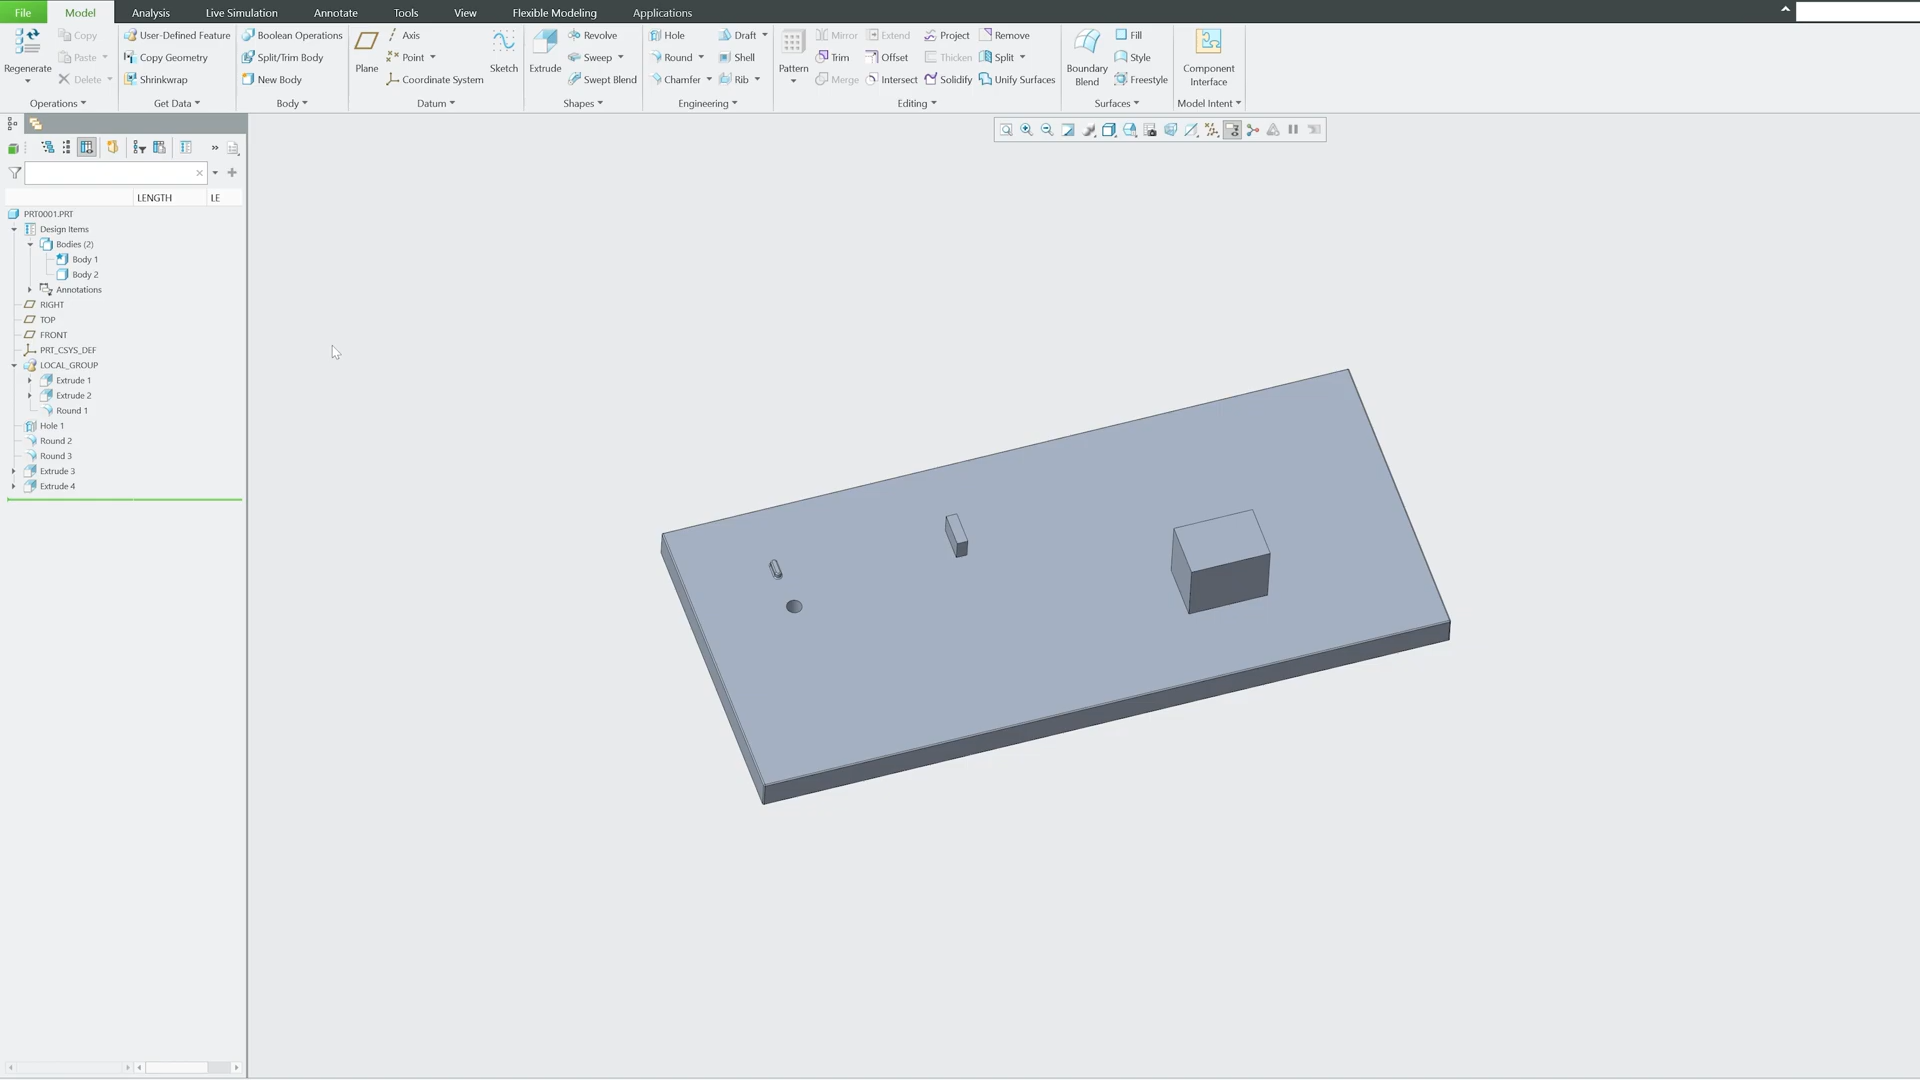 File Model Analysis Live Simulation Annotate Tools View Flexible Modeling Applications
Regenerate
Copy
Paste
Delete
Operations
User-Defined Feature
Copy Geometry
Shrinkwrap
Get Data
Boolean Operations
Split/Trim Body
New Body
Body
Plane
Axis
Point
Coordinate System
Sketch
Datum
Extrude
Revolve
Sweep
Swept Blend
Shapes
Hole
Round
Chamfer
Draft
Shell
Rib
Engineering
Pattern
Mirror
Trim
Merge
Extend
Offset
Intersect
Project
Thicken
Solidify
Remove
Split
Unify Surfaces
Editing
Boundary
Blend
Fill
Style
Freestyle
Surfaces
Component
Interface
Model Intent
LENGTH LE
PRT0001.PRT
Design Items
Bodies (2)
Body 1
Body 2
Annotations
RIGHT
TOP
FRONT
PRT_CSYS_DEF
LOCAL_GROUP
Extrude 1
Extrude 2
Round 1
Hole 1
Round 2
Round 3
Extrude 3
Extrude 4